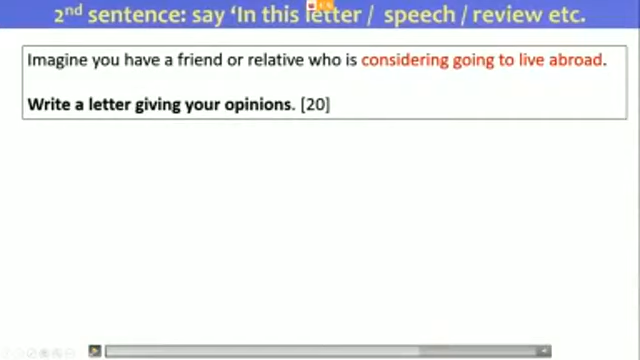 2nd sentence: say ‘In this letter / speech / review etc.
Imagine you have a friend or relative who is considering going to live abroad.
Write a letter giving your opinions. [20]